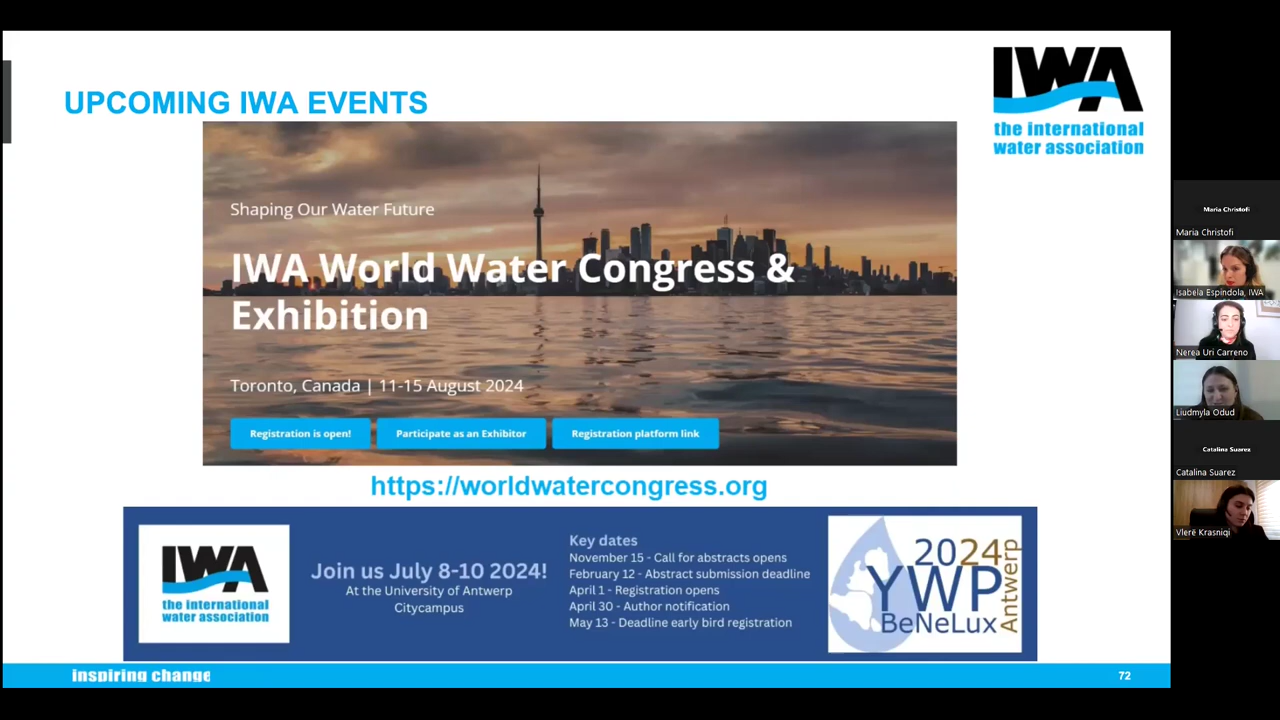 UPCOMING IWA EVENTS
IWA
the international
water association
Shaping Our Water Future
IWA World Water Congress &
Exhibition
Toronto, Canada | 11-15 August 2024
Registration is open!
Participate as an Exhibitor
Registration platform link
https://worldwatercongress.org
IWA
the international
water association
Join us July 8-10 2024!
At the University of Antwerp
Citycampus
Key dates
November 15 - Call for abstracts opens
February 12 - Abstract submission deadline
April 1 - Registration opens
April 30 - Author notification
May 13 - Deadline early bird registration
2024
YWP
BeNeLux
Antwerp
inspiring change
72
Maria Christofi
Maria Christofi
Isabela Espindola, IWA
Nerea Uri Carreno
Liudmyla Odud
Catalina Suarez
Catalina Suarez
Vlerë Krasniqi